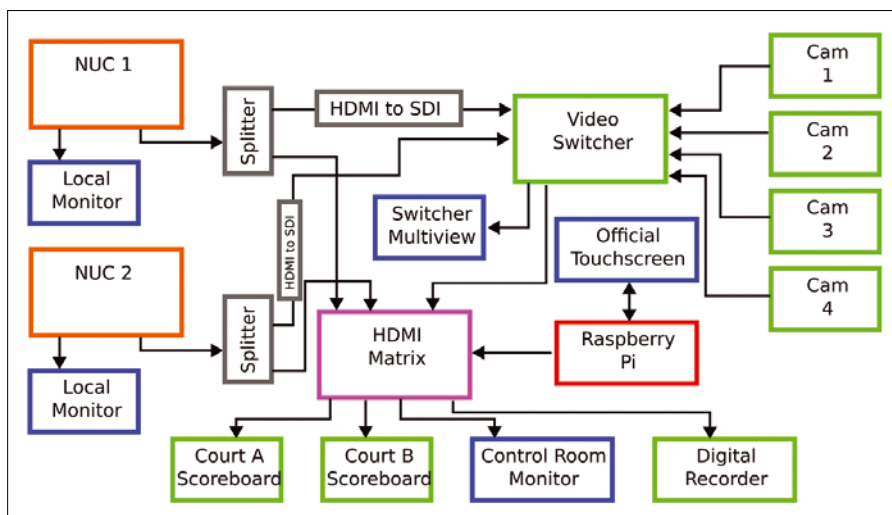 NUC 1
Splitter
HDMI to SDI
Video
Switcher
Cam
1
Cam
2
Cam
3
Cam
4
Local
Monitor
Switcher
Multiview
Official
Touchscreen
HDMI to SDI
NUC 2
Splitter
HDMI
Matrix
Raspberry
Pi
Local
Monitor
Court A
Scoreboard
Court B
Scoreboard
Control Room
Monitor
Digital
Recorder